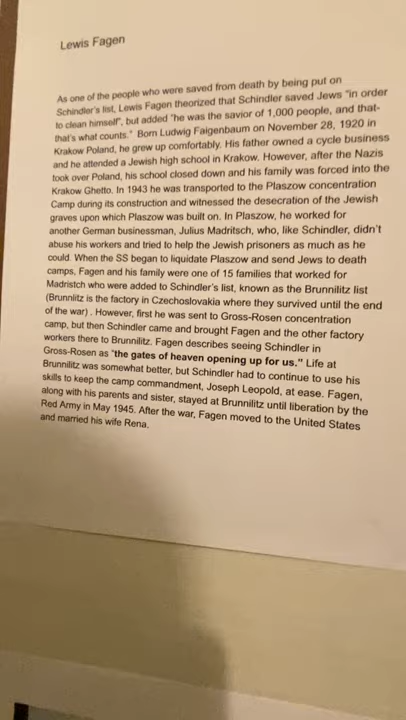 Lewis Fagen
As one of the people who were saved from death by being put on
Schindler's list, Lewis Fagen theorized that Schindler saved Jews "in order
to clean himself", but added "he was the savior of 1,000 people, and that-
that's what counts." Born Ludwig Faigenbaum on November 28, 1920 in
Krakow Poland, he grew up comfortably. His father owned a cycle business
and he attended a Jewish high school in Krakow. However, after the Nazis
took over Poland, his school closed down and his family was forced into the
Krakow Ghetto. In 1943 he was transported to the Plaszow concentration
Camp during its construction and witnessed the desecration of the Jewish
graves upon which Plaszow was built on. In Plaszow, he worked for
another German businessman, Julius Madritsch, who, like Schindler, didn't
abuse his workers and tried to help the Jewish prisoners as much as he
could. When the SS began to liquidate Plaszow and send Jews to death
camps, Fagen and his family were one of 15 families that worked for
Madristch who were added to Schindler's list, known as the Brunnilitz list
(Brunnlitz is the factory in Czechoslovakia where they survived until the end
of the war) . However, first he was sent to Gross-Rosen concentration
camp, but then Schindler came and brought Fagen and the other factory
workers there to Brunnlitz. Fagen describes seeing Schindler in
Gross-Rosen as "the gates of heaven opening up for us." Life at
Brunnlitz was somewhat better, but Schindler had to continue to use his
skills to keep the camp commandment, Joseph Leopold, at ease. Fagen,
along with his parents and sister, stayed at Brunnlitz until liberation by the
Red Army in May 1945. After the war, Fagen moved to the United States
and married his wife Rena.